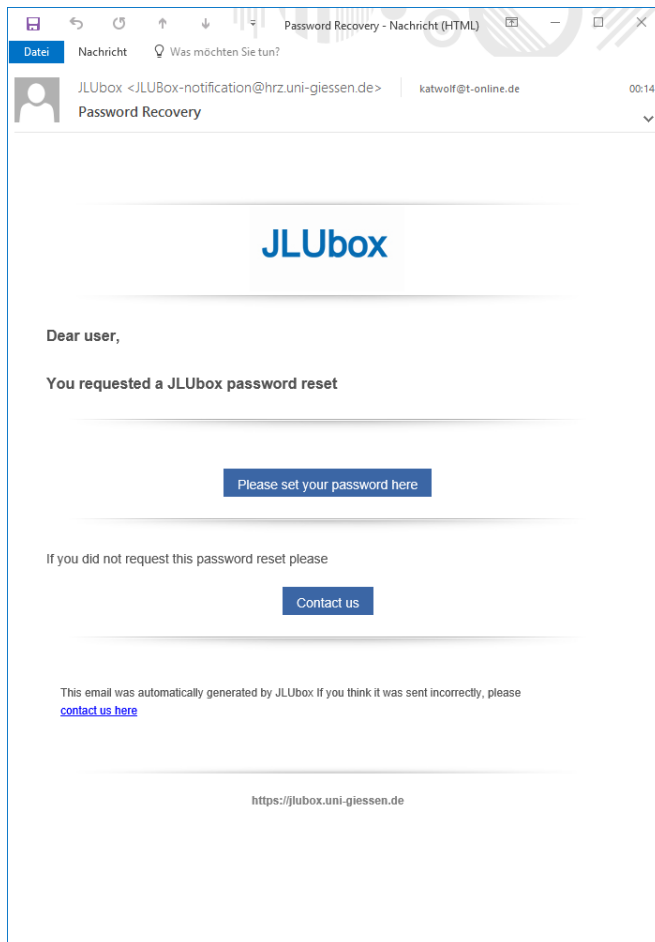 Password Recovery - Nachricht (HTML)
Datei Nachricht Was möchten Sie tun?
JLUbox <JLUBox-notification@hrz.uni-giessen.de> katwolf@t-online.de 00:14
Password Recovery
JLUbox
Dear user,
You requested a JLUbox password reset
Please set your password here
If you did not request this password reset please
Contact us
This email was automatically generated by JLUbox If you think it was sent incorrectly, please
contact us here
https://jlubox.uni-giessen.de